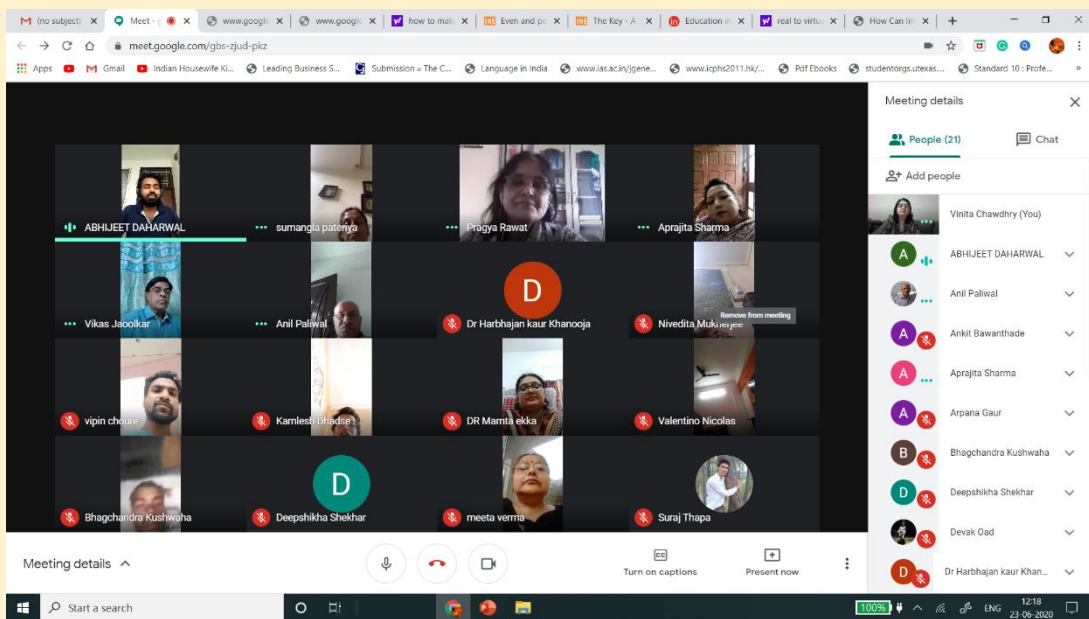 (no subject)
Meet - g
www.google
www.google
how to mak
Even and pe
The Key - A
Education in
real to virtua
How Can Im
meet.google.com/gbs-zjud-pkz
Apps
Gmail
Indian Housewife Ki...
Leading Business S...
Submission « The C...
Language in India
www.ias.ac.in/jgene...
www.icphs2011.hk/...
Pdf Ebooks
studentorgs.utexas....
Standard 10 : Profe...
»
Meeting details
People (21)
Chat
Add people
Vinita Chawdhry (You)
A ABHIJEET DAHARWAL
Anil Paliwal
A Ankit Bawanthade
A Aprajita Sharma
A Arpana Gaur
B Bhagchandra Kushwaha
D Deepshikha Shekhar
Devak Oad
D Dr Harbhajan kaur Khan...
ABHIJEET DAHARWAL
sumangla pateriya
Pragya Rawat
Aprajita Sharma
Vikas Jaoolkar
Anil Paliwal
D
Dr Harbhajan kaur Khanooja
Nivedita Mukherjee
Remove from meeting
vipin choure
Kamlesh Dhadse
DR Mamta ekka
Valentino Nicolas
Bhagchandra Kushwaha
D
Deepshikha Shekhar
meeta verma
Suraj Thapa
Meeting details
Turn on captions
Present now
Start a search
100%
ENG
12:18
23-06-2020